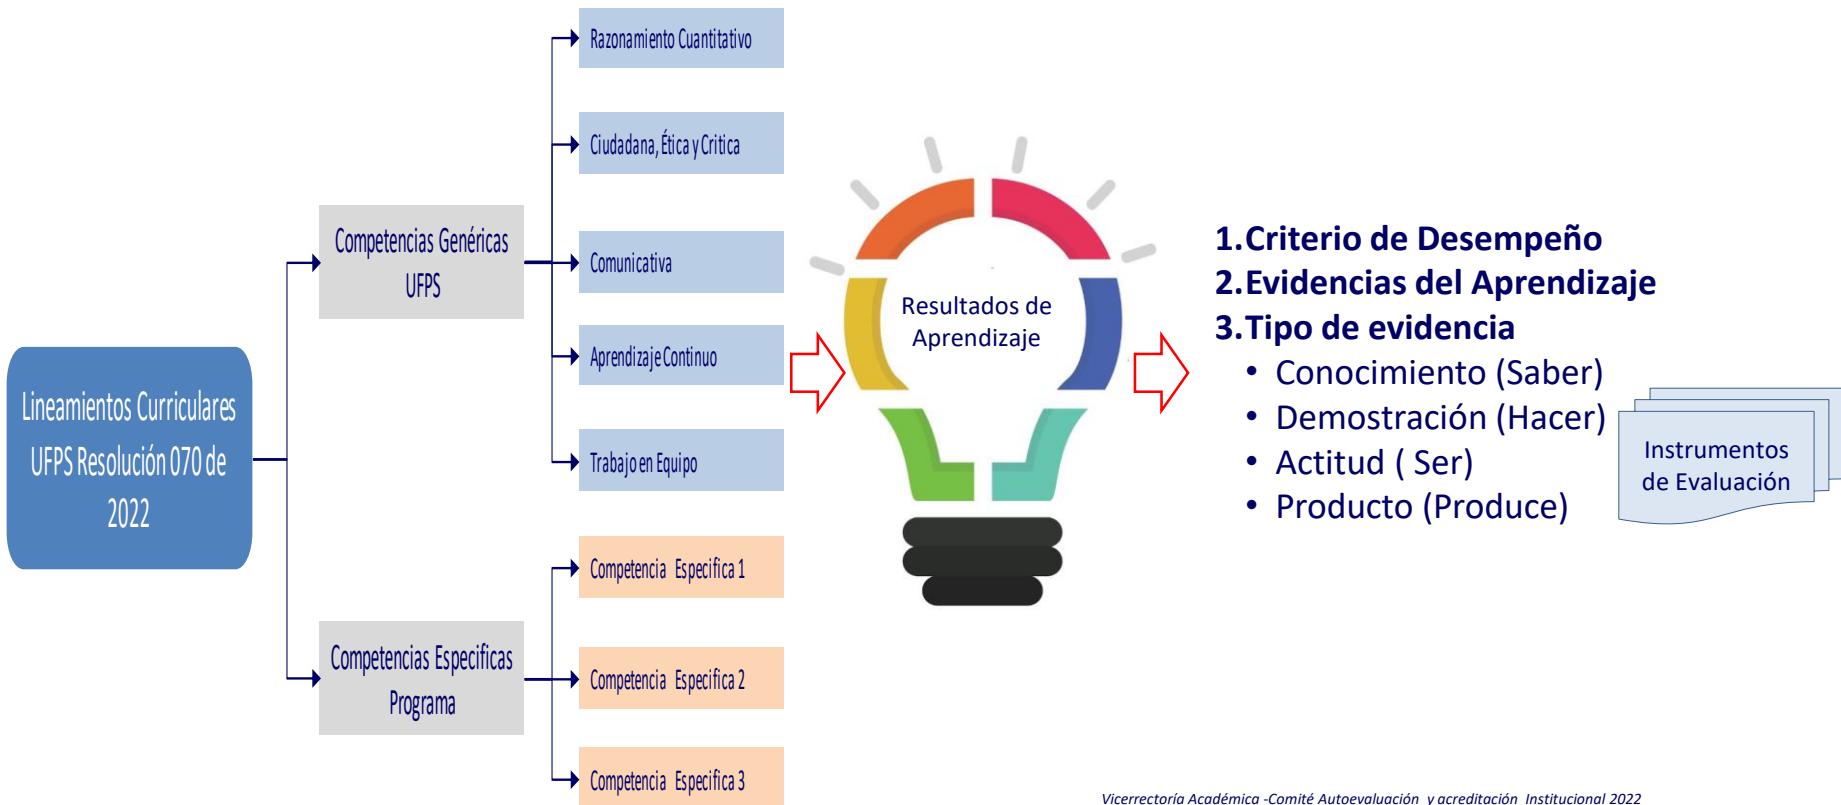 Lineamientos Curriculares
UFPS Resolución 070 de
2022
Competencias Genéricas
UFPS
Razonamiento Cuantitativo
Ciudadana, Ética y Critica
Comunicativa
Aprendizaje Continuo
Trabajo en Equipo
Competencias Especificas
Programa
Competencia Especifica 1
Competencia Especifica 2
Competencia Especifica 3
Resultados de
Aprendizaje
1.Criterio de Desempeño
2.Evidencias del Aprendizaje
3.Tipo de evidencia
• Conocimiento (Saber)
• Demostración (Hacer)
• Actitud ( Ser)
• Producto (Produce)
Instrumentos
de Evaluación
Vicerrectoría Académica -Comité Autoevaluación y acreditación Institucional 2022